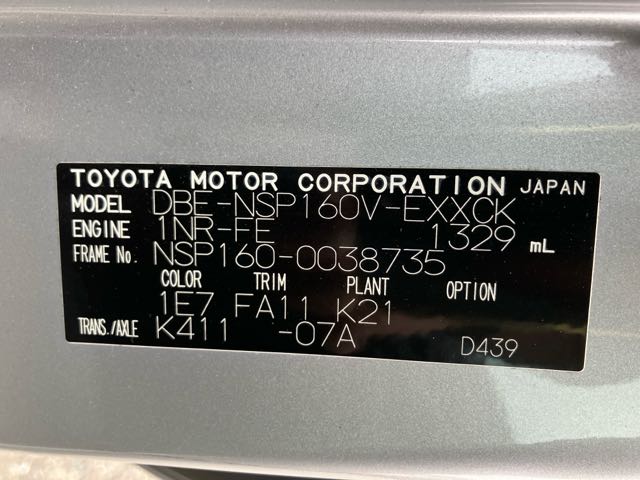 TOYOTA MOTOR CORPORATION JAPAN
MODEL DBE-NSP160V-EXXCK
ENGINE 1NR-FE 1329 mL
FRAME No. NSP160-0038735
COLOR TRIM PLANT OPTION
1E7 FA11 K21
TRANS./AXLE K411 -07A
D439